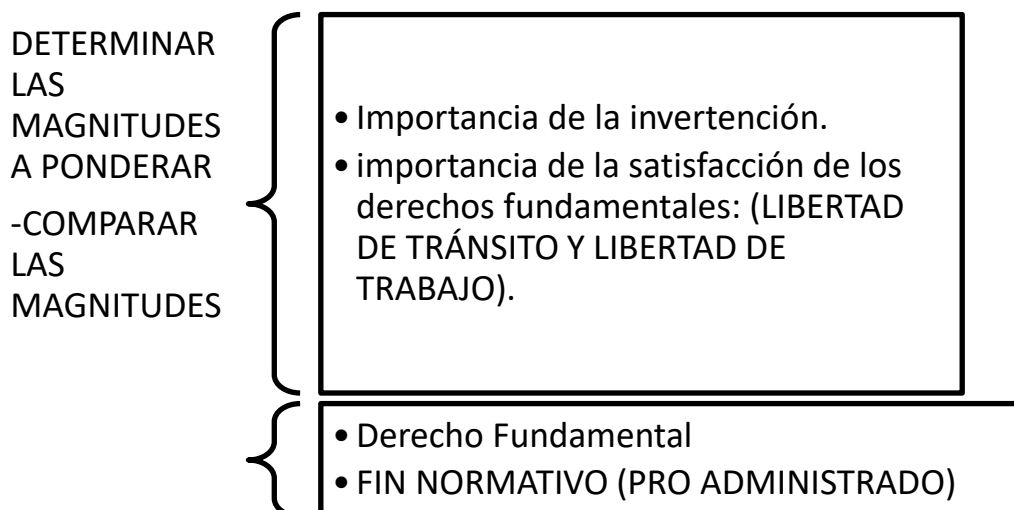 DETERMINAR
LAS
MAGNITUDES
A PONDERAR
-COMPARAR
LAS
MAGNITUDES
• Importancia de la invertención.
• importancia de la satisfacción de los
derechos fundamentales: (LIBERTAD
DE TRÁNSITO Y LIBERTAD DE
TRABAJO).
• Derecho Fundamental
• FIN NORMATIVO (PRO ADMINISTRADO)